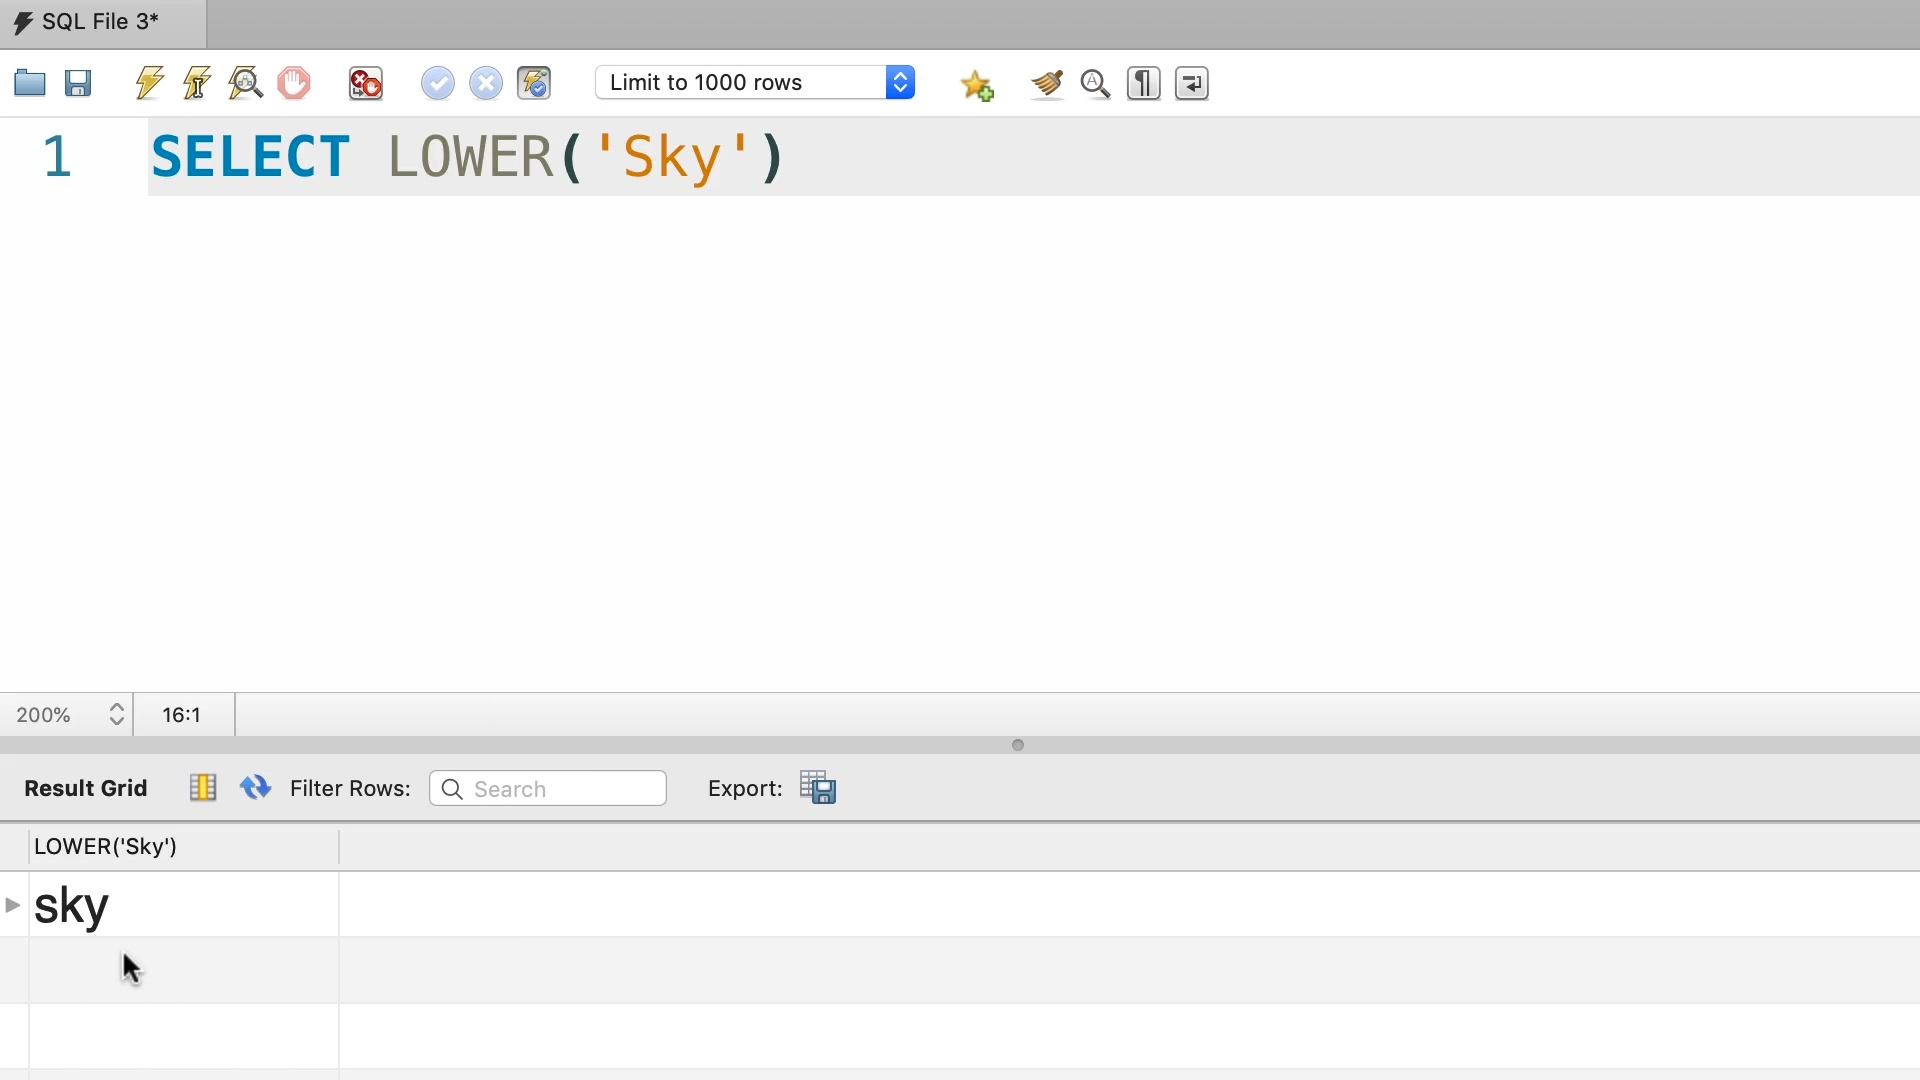 SQL File 3*
Limit to 1000 rows
1 SELECT LOWER('Sky')
200% 16:1
Result Grid Filter Rows: Search Export:
LOWER('Sky')
sky